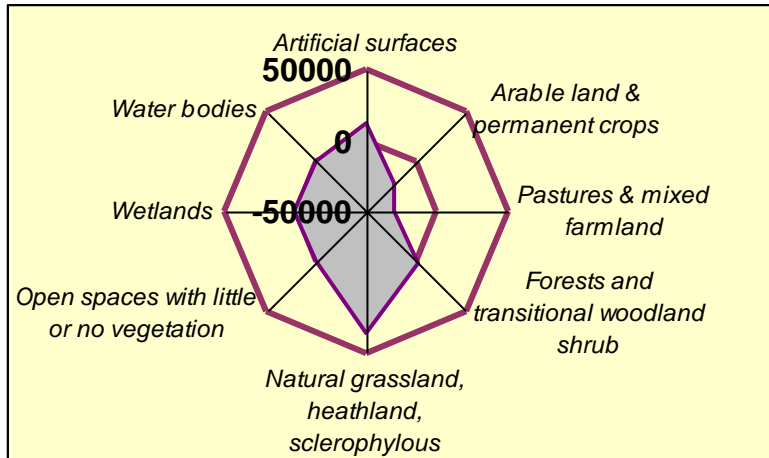 Artificial surfaces
50000
Arable land &
permanent crops
Water bodies
0
Pastures & mixed
farmland
Wetlands
-50000
Forests and
transitional woodland
shrub
Open spaces with little
or no vegetation
Natural grassland,
heathland,
sclerophylous